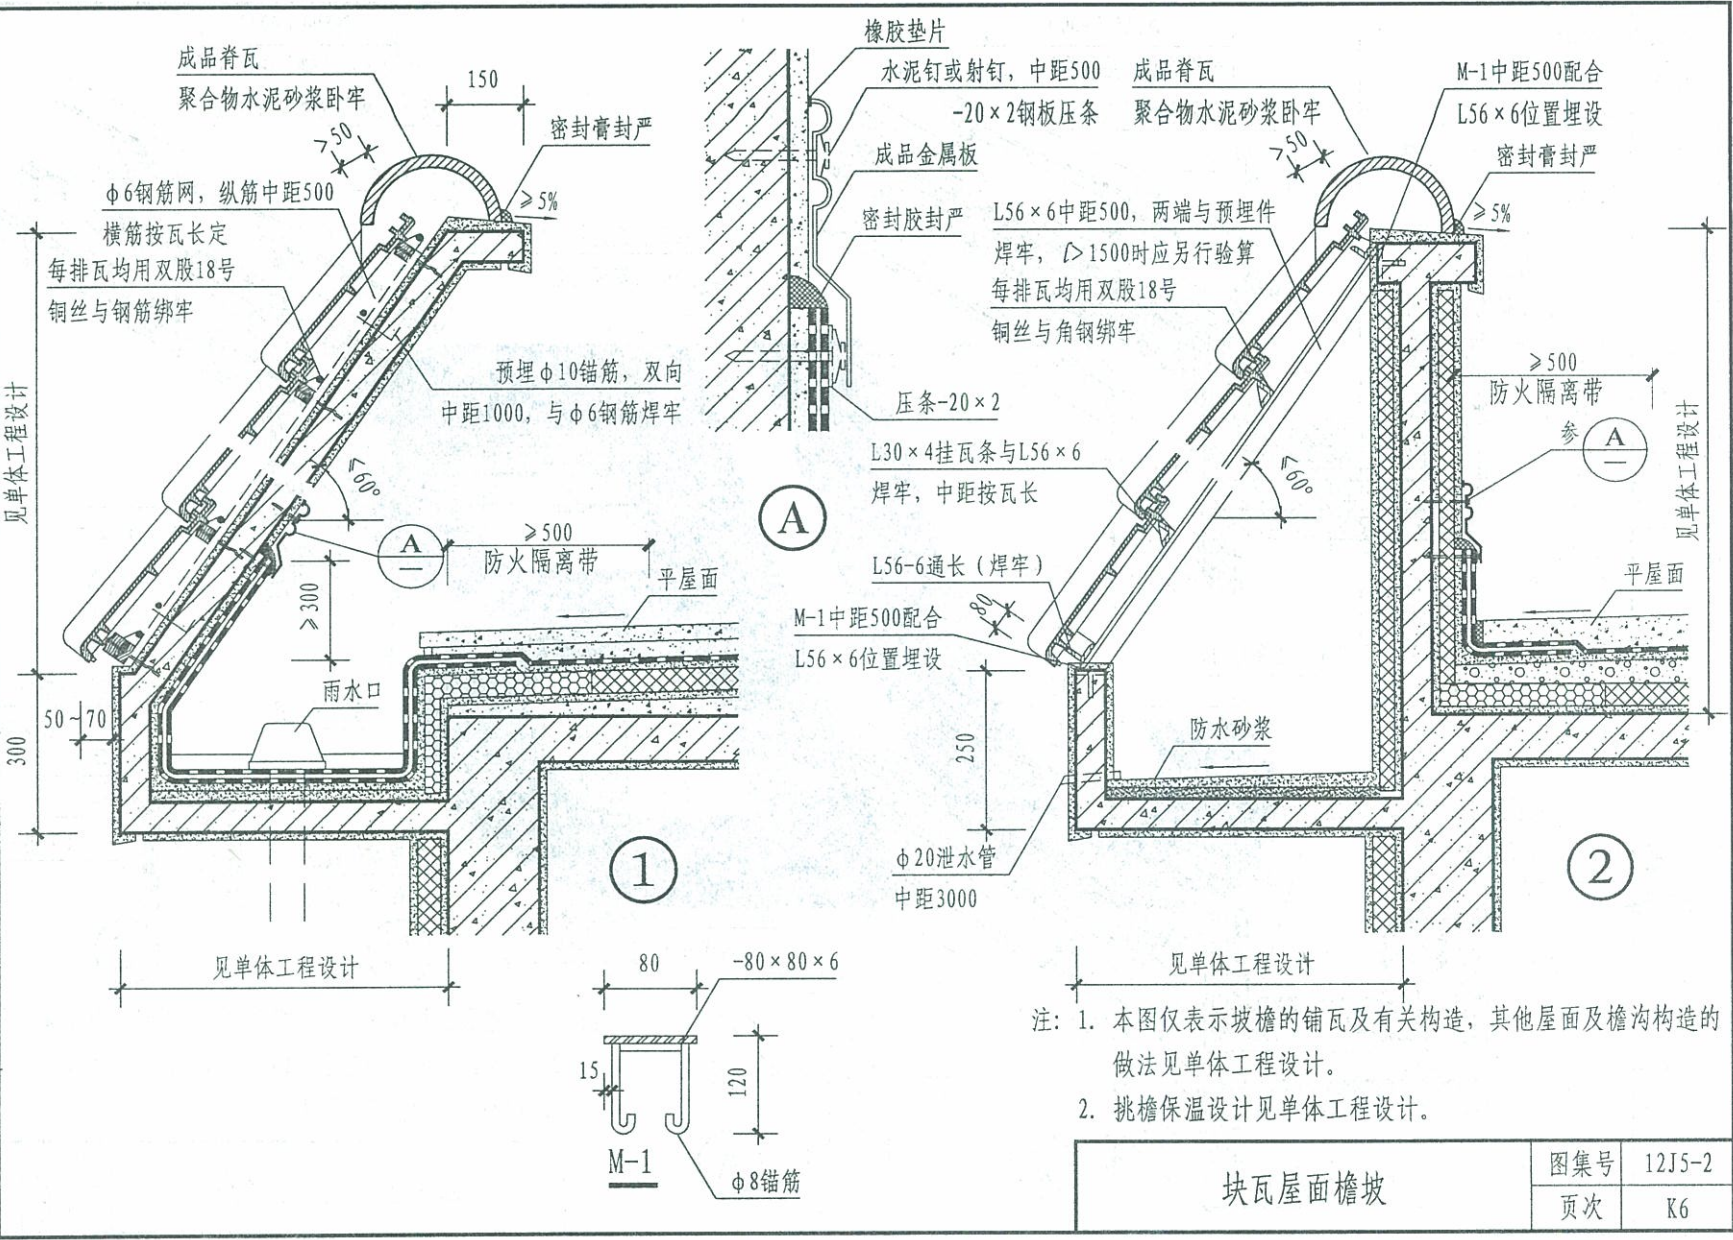 成品脊瓦
聚合物水泥砂浆卧牢
150
>50
密封膏封严
≥5%
ф6钢筋网，纵筋中距500
横筋按瓦长定
每排瓦均用双股18号
铜丝与钢筋绑牢
预埋ф10锚筋，双向
中距1000，与ф6钢筋焊牢
见单体工程设计
≤60°
A
≥500
防火隔离带
≥300
平屋面
雨水口
50~70
300
1
见单体工程设计
橡胶垫片
水泥钉或射钉，中距500
-20×2钢板压条
成品金属板
密封胶封严
压条-20×2
A
成品脊瓦
聚合物水泥砂浆卧牢
>50
M-1中距500配合
L56×6位置埋设
密封膏封严
≥5%
L56×6中距500，两端与预埋件
焊牢，l>1500时应另行验算
每排瓦均用双股18号
铜丝与角钢绑牢
≥500
防火隔离带
参
A
见单体工程设计
L30×4挂瓦条与L56×6
焊牢，中距按瓦长
≤60°
L56-6通长（焊牢）
80
M-1中距500配合
L56×6位置埋设
平屋面
250
防水砂浆
ф20泄水管
中距3000
2
见单体工程设计
80
-80×80×6
15
120
M-1
ф8锚筋
注：1. 本图仅表示坡檐的铺瓦及有关构造，其他屋面及檐沟构造的
做法见单体工程设计。
2. 挑檐保温设计见单体工程设计。
块瓦屋面檐坡
图集号
12J5-2
页次
K6